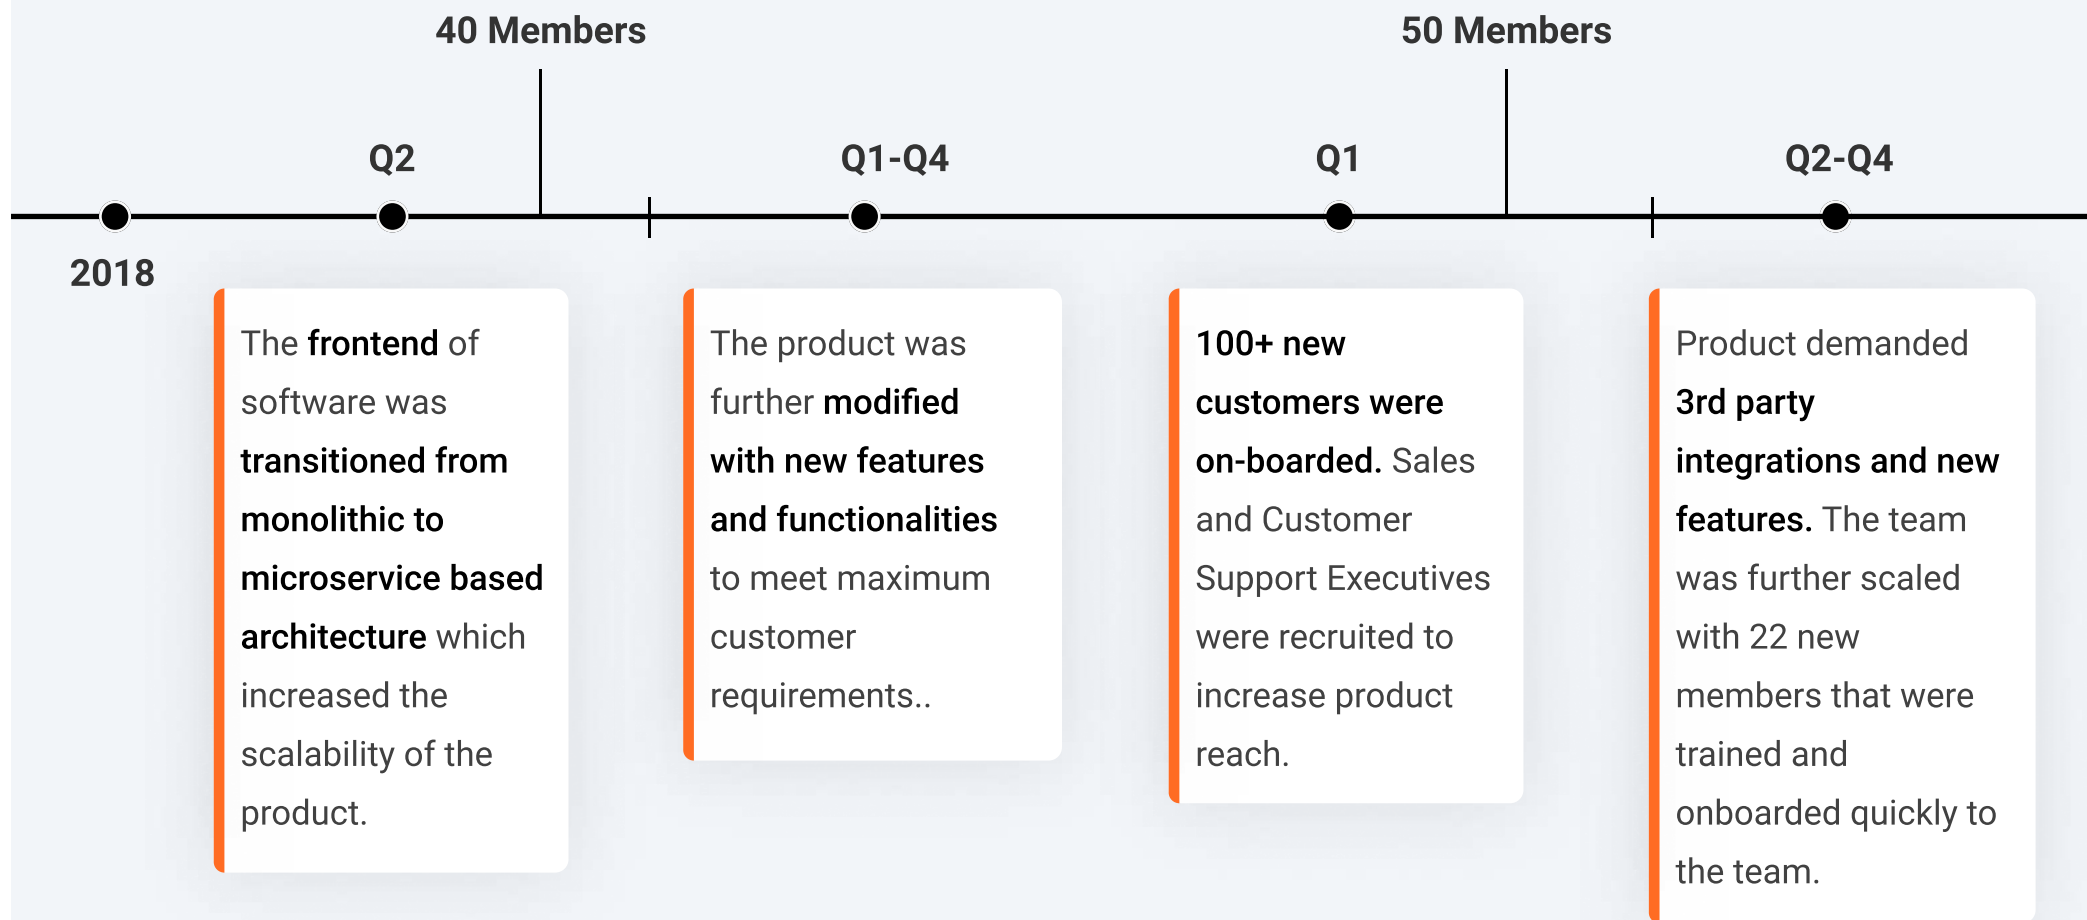 40 Members
50 Members
Q2
Q1-Q4
Q1
Q2-Q4
2018
The frontend of
software was
transitioned from
monolithic to
microservice based
architecture which
increased the
scalability of the
product.
The product was
further modified
with new features
and functionalities
to meet maximum
customer
requirements..
100+ new
customers were
on-boarded. Sales
and Customer
Support Executives
were recruited to
increase product
reach.
Product demanded
3rd party
integrations and new
features. The team
was further scaled
with 22 new
members that were
trained and
onboarded quickly to
the team.